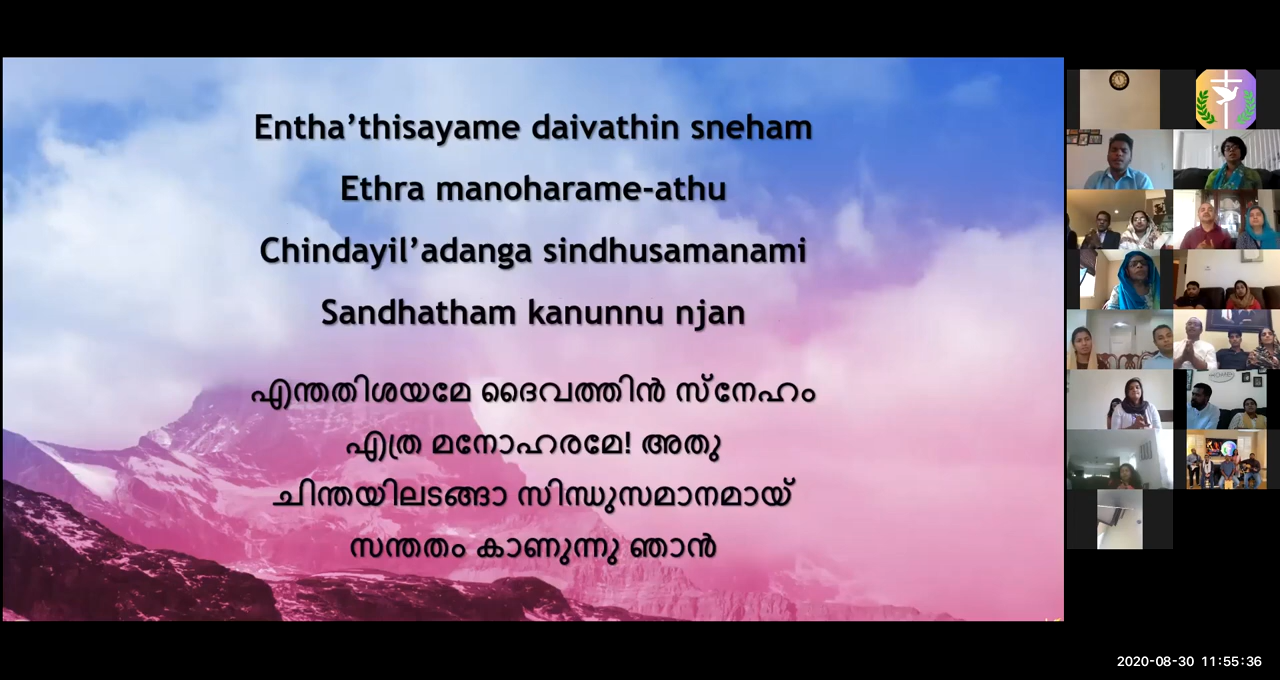 Entha’thisayame daivathin sneham
Ethra manoharame-athu
Chindayil’adanga sindhusamanami
Sandhatham kanunnu njan
എന്തതിശയമേ ദൈവത്തിൻ സ്നേഹം
എത്ര മനോഹരമേ! അതു
ചിന്തയിലടങ്ങാ സിന്ധുസമാനമായ്
സന്തതം കാണുന്നു ഞാൻ
2020-08-30 11:55:36